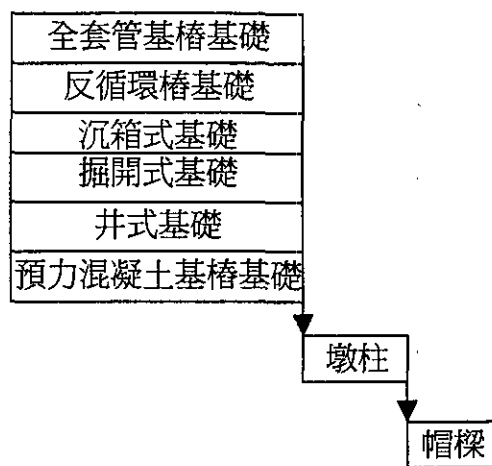 全套管基樁基礎
反循環樁基礎
沉箱式基礎
掘開式基礎
井式基礎
預力混凝土基樁基礎
墩柱
帽樑